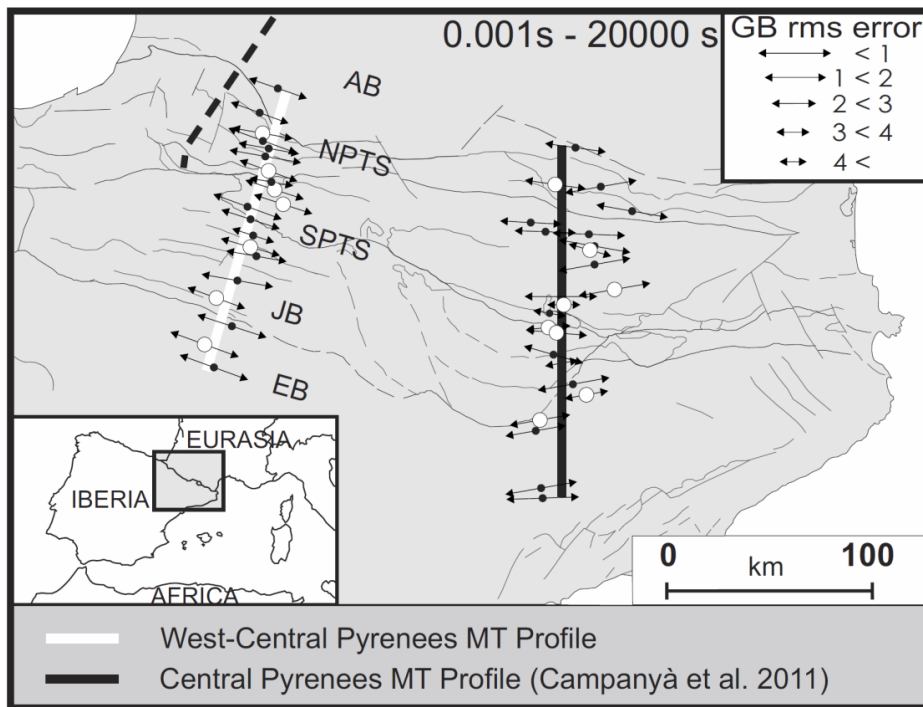 0.001s - 20000 s
GB rms error
< 1
1 < 2
2 < 3
3 < 4
4 <
AB
NPTS
SPTS
JB
EB
EURASIA
IBERIA
AFRICA
0 100
km
West-Central Pyrenees MT Profile
Central Pyrenees MT Profile (Campanyà et al. 2011)